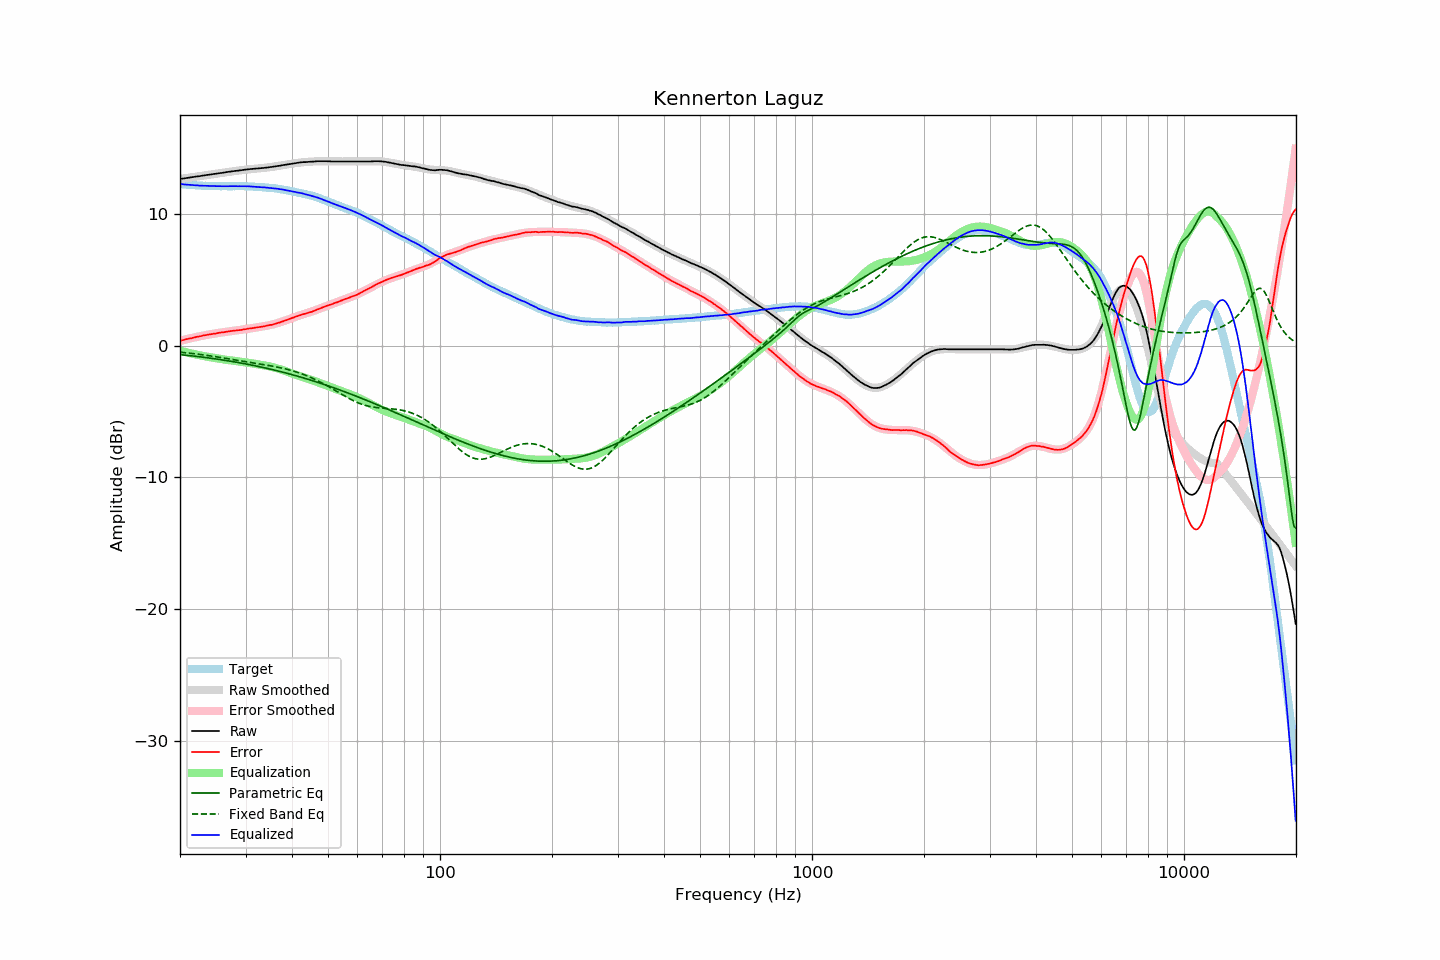 Kennerton Laguz
Amplitude (dBr)
10
0
−10
−20
−30
Target
Raw Smoothed
Error Smoothed
Raw
Error
Equalization
Parametric Eq
Fixed Band Eq
Equalized
100
1000
10000
Frequency (Hz)